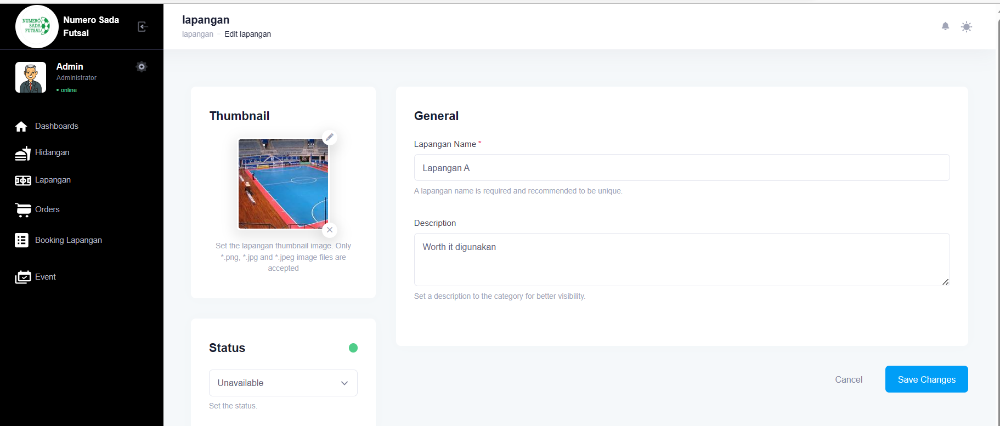 NUMERO
SADA
FUTSAL
Numero Sada
Futsal
Admin
Administrator
online
Dashboards
Hidangan
Lapangan
Orders
Booking Lapangan
Event
lapangan
lapangan – Edit lapangan
Thumbnail
Set the lapangan thumbnail image. Only
*.png, *.jpg and *.jpeg image files are
accepted
Status
Unavailable
Set the status.
General
Lapangan Name *
Lapangan A
A lapangan name is required and recommended to be unique.
Description
Worth it digunakan
Set a description to the category for better visibility.
Cancel
Save Changes